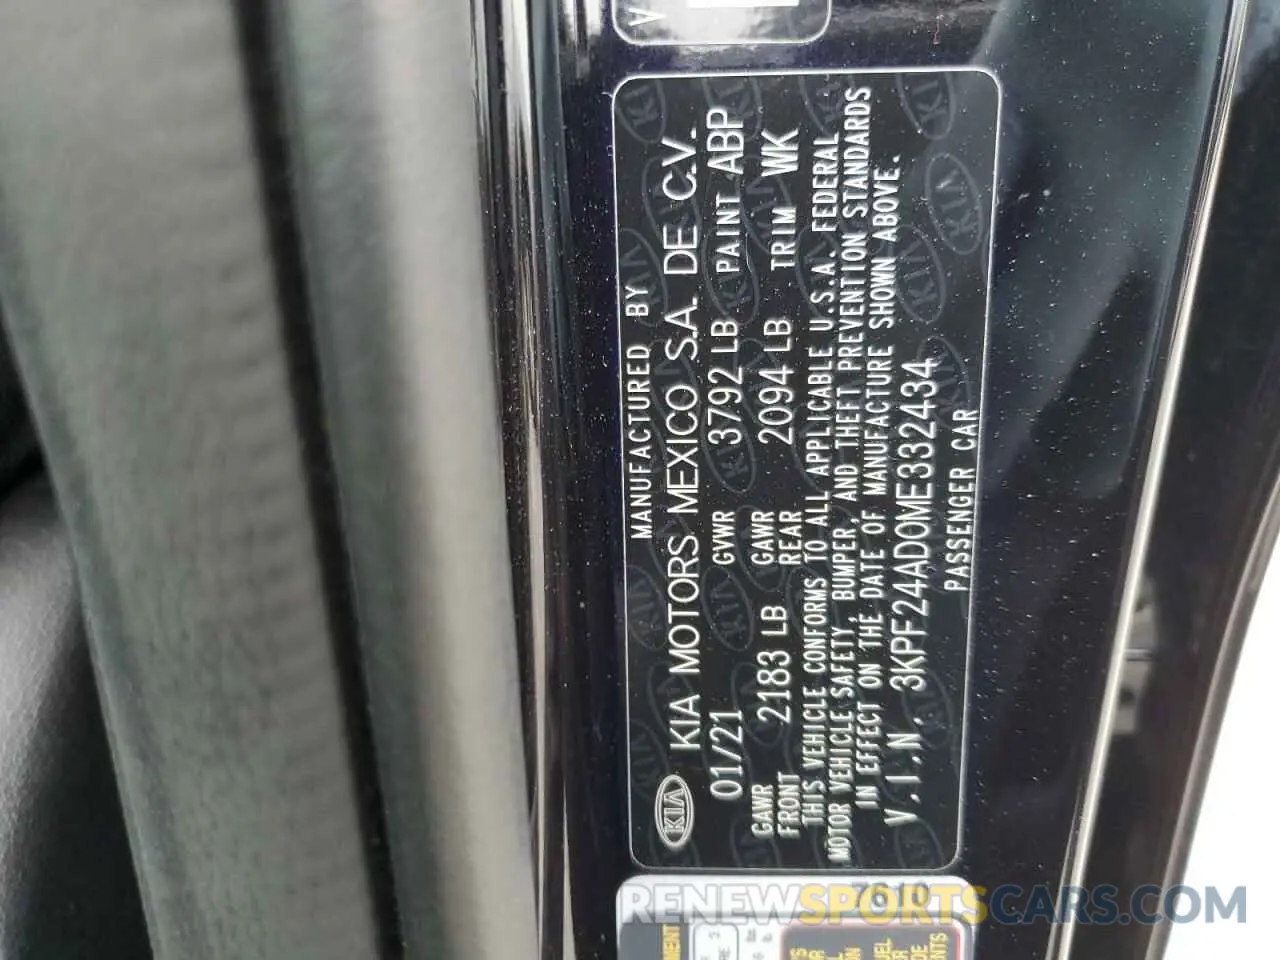 MANUFACTURED BY
KIA KIA MOTORS MEXICO S.A. DE C.V.
01/21 GVWR 3792 LB PAINT ABP
GAWR FRONT 2183 LB GAWR REAR 2094 LB TRIM WK
THIS VEHICLE CONFORMS TO ALL APPLICABLE U.S.A. FEDERAL
MOTOR VEHICLE SAFETY, BUMPER, AND THEFT PREVENTION STANDARDS
IN EFFECT ON THE DATE OF MANUFACTURE SHOWN ABOVE.
V.I.N: 3KPF24AD0ME332434
PASSENGER CAR
RENEWSPORTSCARS.COM